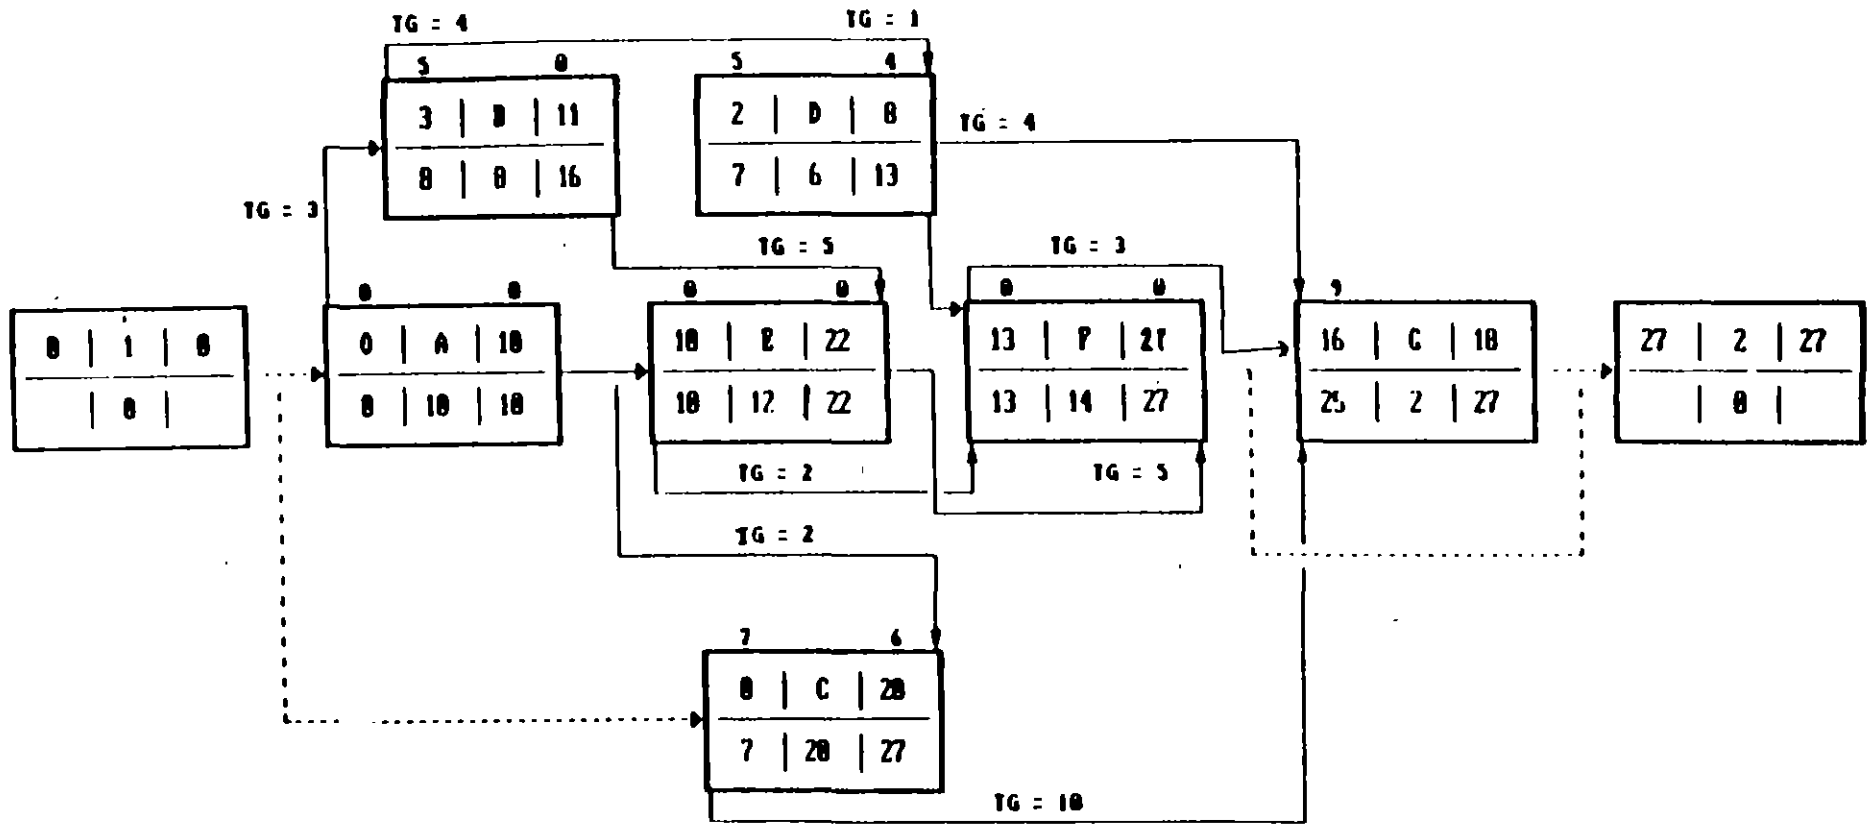 TG = 4
TG = 1
5 0
3 | B | 11
8 | 8 | 16
5 4
2 | D | 8
7 | 6 | 13
TG = 4
TG = 3
TG = 5
TG = 3
0 | 1 | 0
| 0 |
0 0
0 | A | 10
0 | 10 | 10
0 0
10 | E | 22
10 | 12 | 22
0 0
13 | F | 27
13 | 14 | 27
9
16 | G | 18
25 | 2 | 27
27 | 2 | 27
| 0 |
TG = 2
TG = 5
TG = 2
7 6
0 | C | 20
7 | 20 | 27
TG = 10